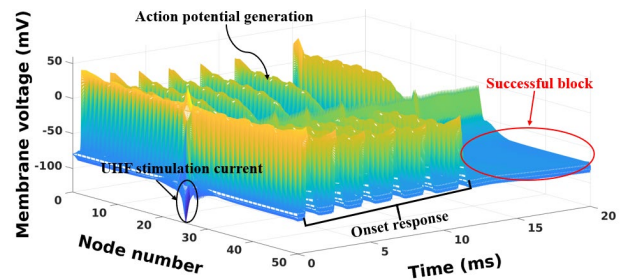 Action potential generation
Membrane voltage (mV)
50
0
-50
-100
Successful block
UHF stimulation current
Onset response
0
10
20
30
40
50
Node number
0
5
10
15
20
Time (ms)